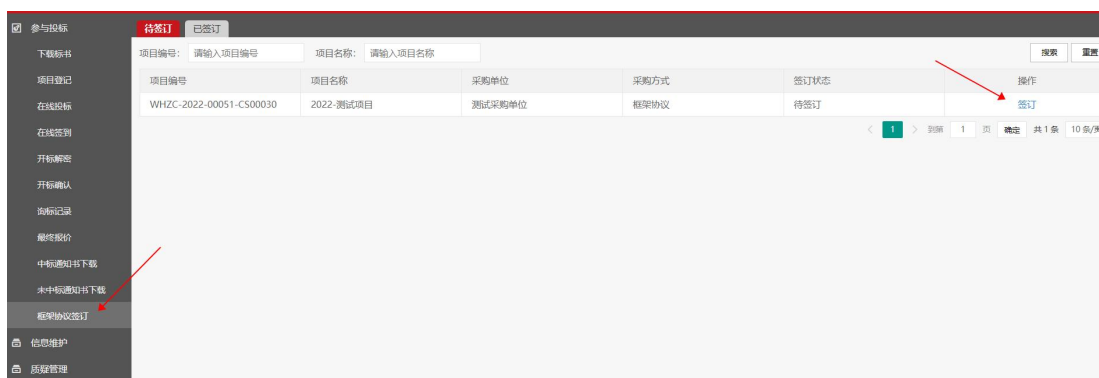 参与投标
下载标书
项目登记
在线投标
在线签到
开标解密
开标确认
询标记录
最终报价
中标通知书下载
未中标通知书下载
框架协议签订
信息维护
质疑管理
待签订 已签订
项目编号: 请输入项目编号 项目名称: 请输入项目名称 搜索 重置
项目编号 项目名称 采购单位 采购方式 签订状态 操作
WHZC-2022-00051-CS00030 2022-测试项目 测试采购单位 框架协议 待签订 签订
< 1 > 到第 1 页 确定 共1条 10条/页